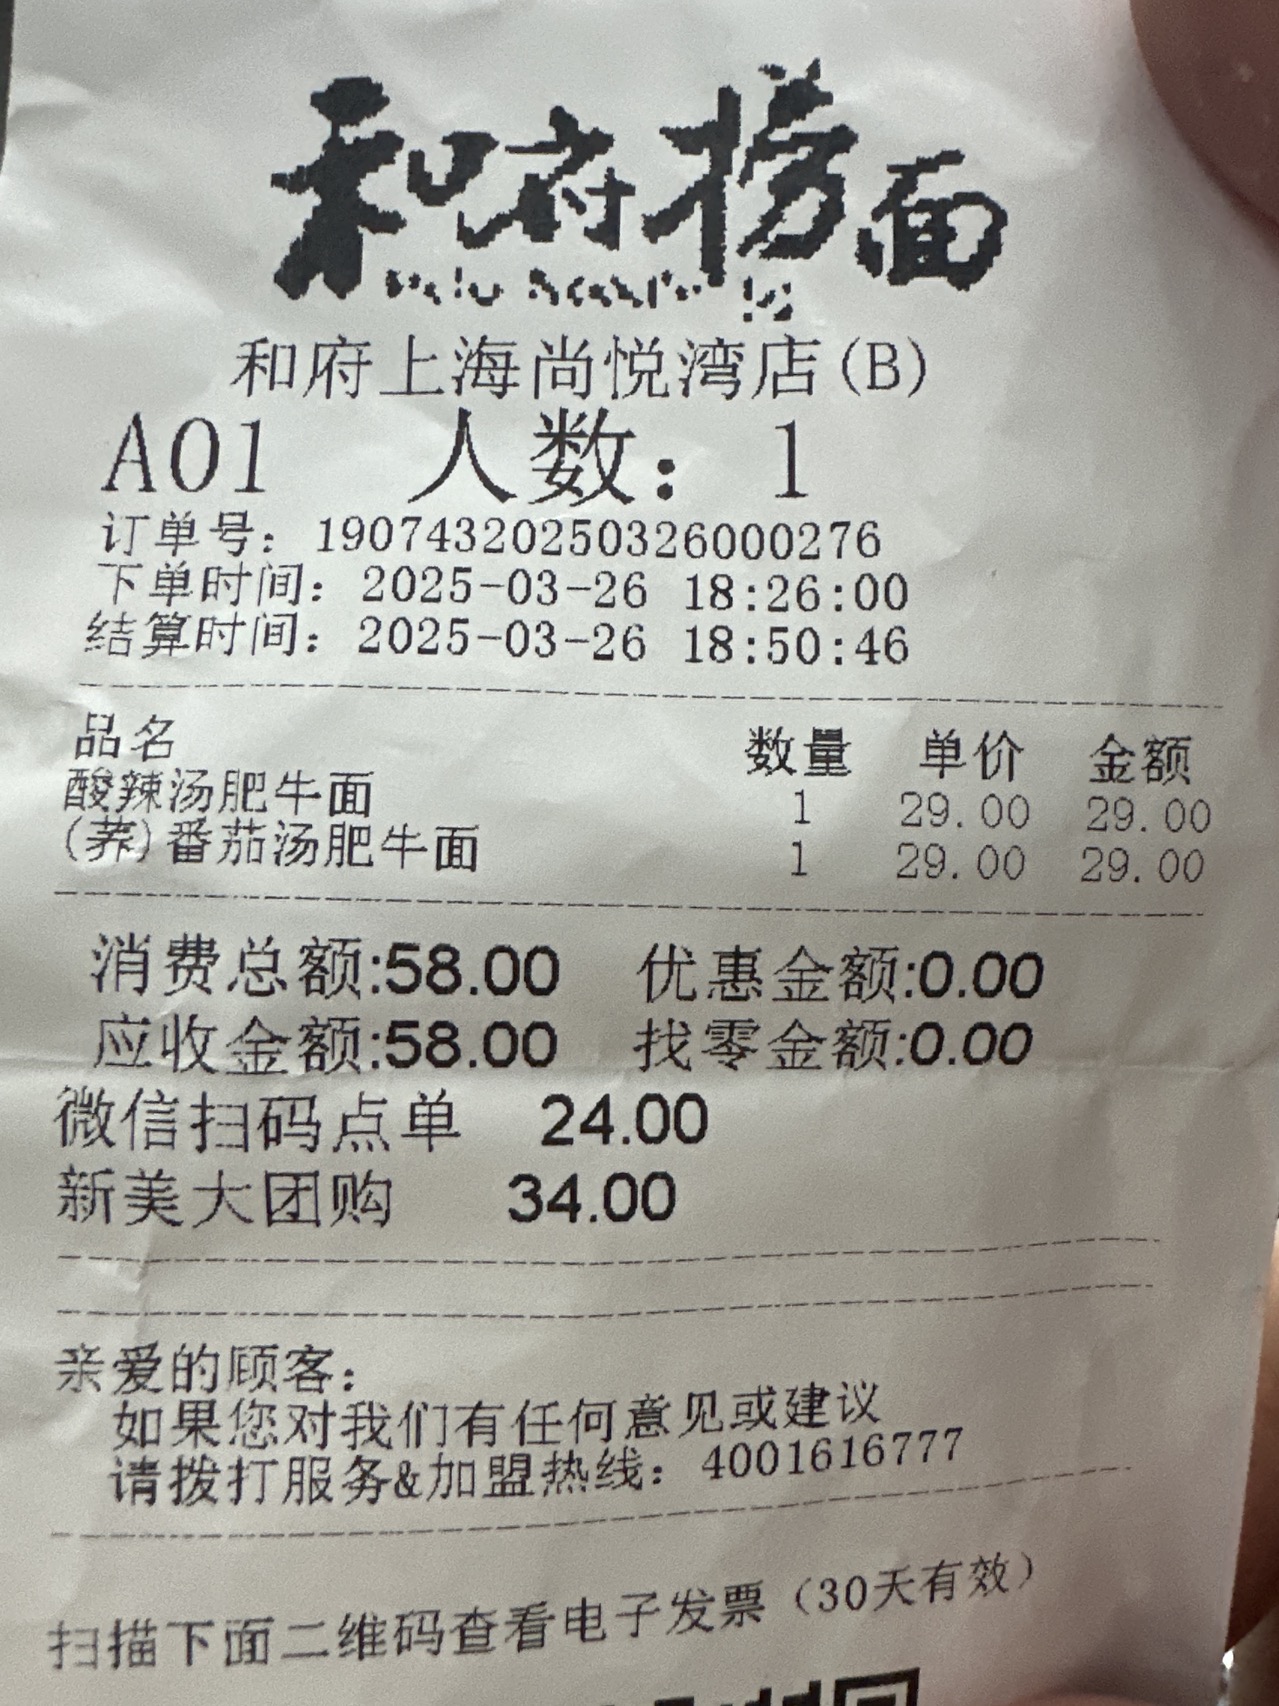 和府捞面
和府上海尚悦湾店(B)
A01 人数：1
订单号：19074320250326000276
下单时间：2025-03-26 18:26:00
结算时间：2025-03-26 18:50:46
品名 数量 单价 金额
酸辣汤肥牛面 1 29.00 29.00
(荞)番茄汤肥牛面 1 29.00 29.00
消费总额:58.00 优惠金额:0.00
应收金额:58.00 找零金额:0.00
微信扫码点单 24.00
新美大团购 34.00
亲爱的顾客：
如果您对我们有任何意见或建议
请拨打服务&加盟热线：4001616777
扫描下面二维码查看电子发票（30天有效）